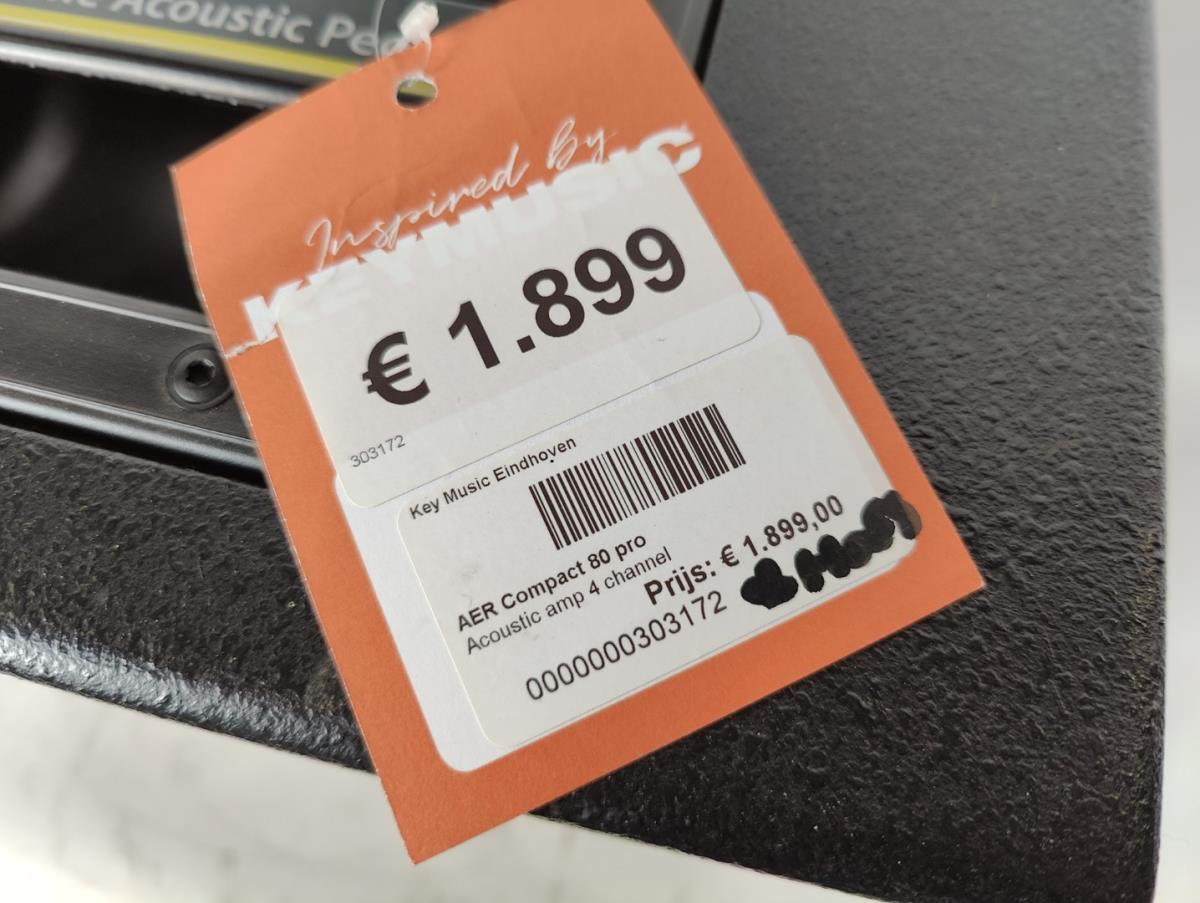 Acoustic
Inspired By
KEYMUSIC
€ 1.899
303172
Key Music Eindhoven
AER Compact 80 pro
Acoustic amp 4 channel
Prijs: € 1.899,00
0000000303172